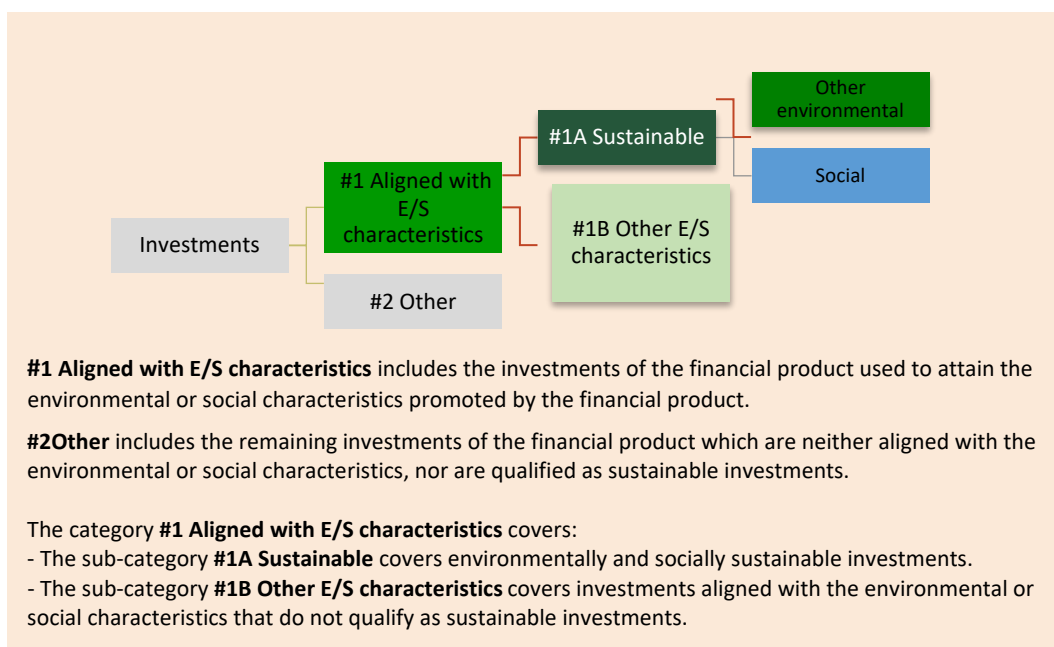 Other
environmental
#1A Sustainable
Social
#1 Aligned with
E/S
characteristics
#1B Other E/S
characteristics
Investments
#2 Other
#1 Aligned with E/S characteristics includes the investments of the financial product used to attain the
environmental or social characteristics promoted by the financial product.
#2Other includes the remaining investments of the financial product which are neither aligned with the
environmental or social characteristics, nor are qualified as sustainable investments.
The category #1 Aligned with E/S characteristics covers:
- The sub-category #1A Sustainable covers environmentally and socially sustainable investments.
- The sub-category #1B Other E/S characteristics covers investments aligned with the environmental or
social characteristics that do not qualify as sustainable investments.